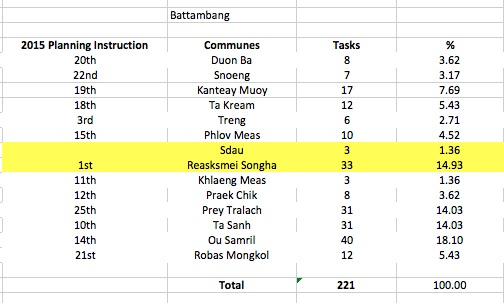 Battambang
2015 Planning Instruction Communes Tasks %
20th Duon Ba 8 3.62
22nd Snoeng 7 3.17
19th Kanteay Muoy 17 7.69
18th Ta Kream 12 5.43
3rd Treng 6 2.71
15th Phlov Meas 10 4.52
Sdau 3 1.36
1st Reasksmei Songha 33 14.93
11th Khlaeng Meas 3 1.36
12th Praek Chik 8 3.62
25th Prey Tralach 31 14.03
10th Ta Sanh 31 14.03
14th Ou Samril 40 18.10
21st Robas Mongkol 12 5.43
Total 221 100.00